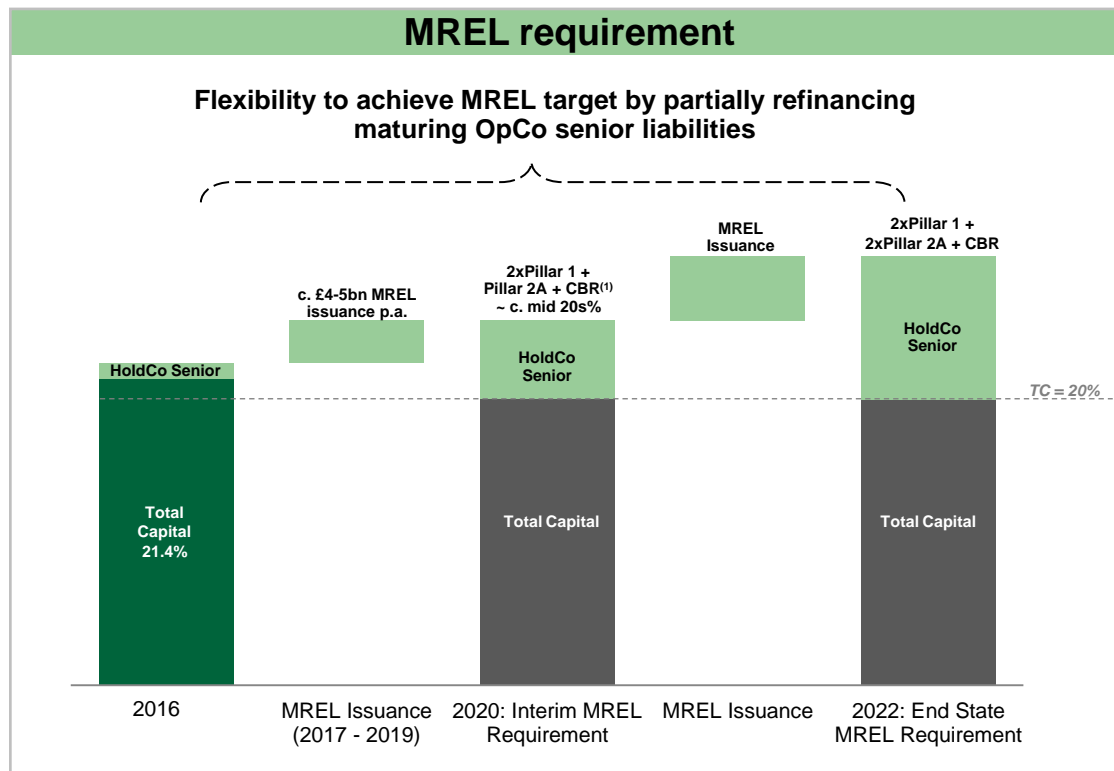 MREL requirement
Flexibility to achieve MREL target by partially refinancing
maturing OpCo senior liabilities
HoldCo Senior
Total
Capital
21.4%
c. £4-5bn MREL
issuance p.a.
2xPillar 1 +
Pillar 2A + CBR(1)
~ c. mid 20s%
HoldCo
Senior
Total Capital
MREL
Issuance
2xPillar 1 +
2xPillar 2A + CBR
HoldCo
Senior
Total Capital
TC = 20%
2016
MREL Issuance
(2017 - 2019)
2020: Interim MREL
Requirement
MREL Issuance
2022: End State
MREL Requirement